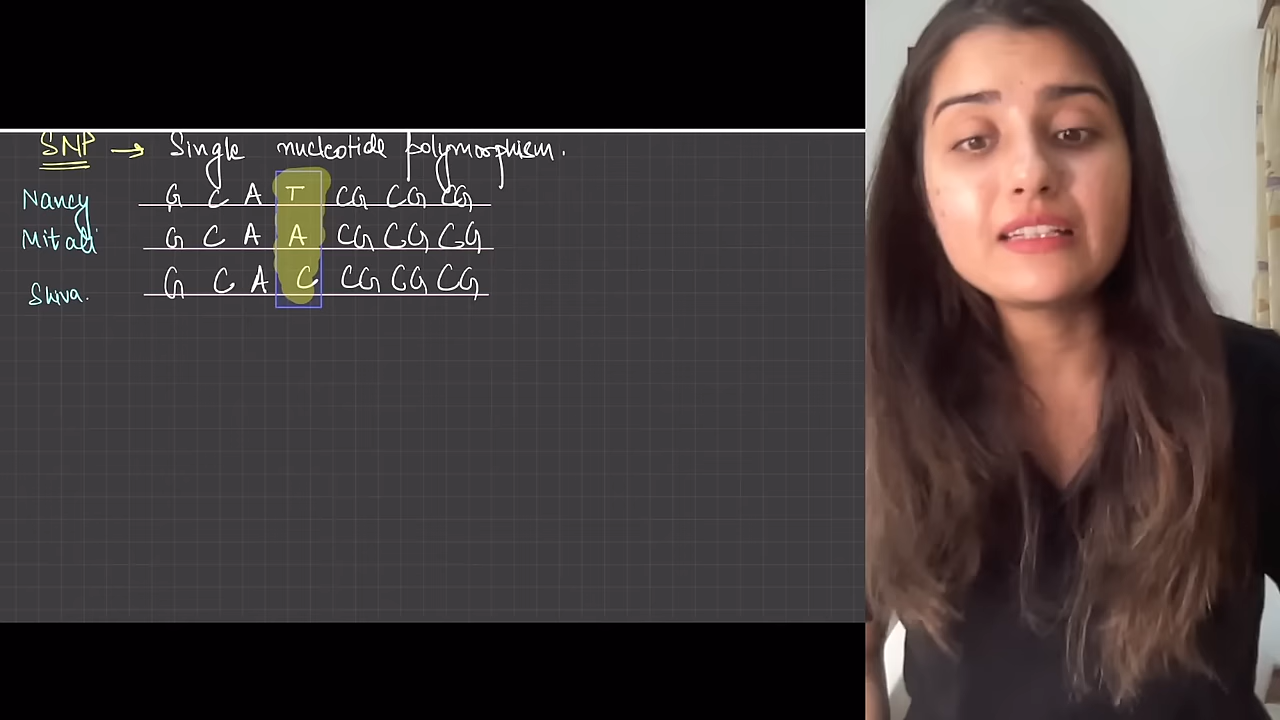 SNP → Single nucleotide polymorphism.
Nancy G C A T CG CG CG
Mitali G C A A CG CG CG
Shiva. G C A C CG CG CG